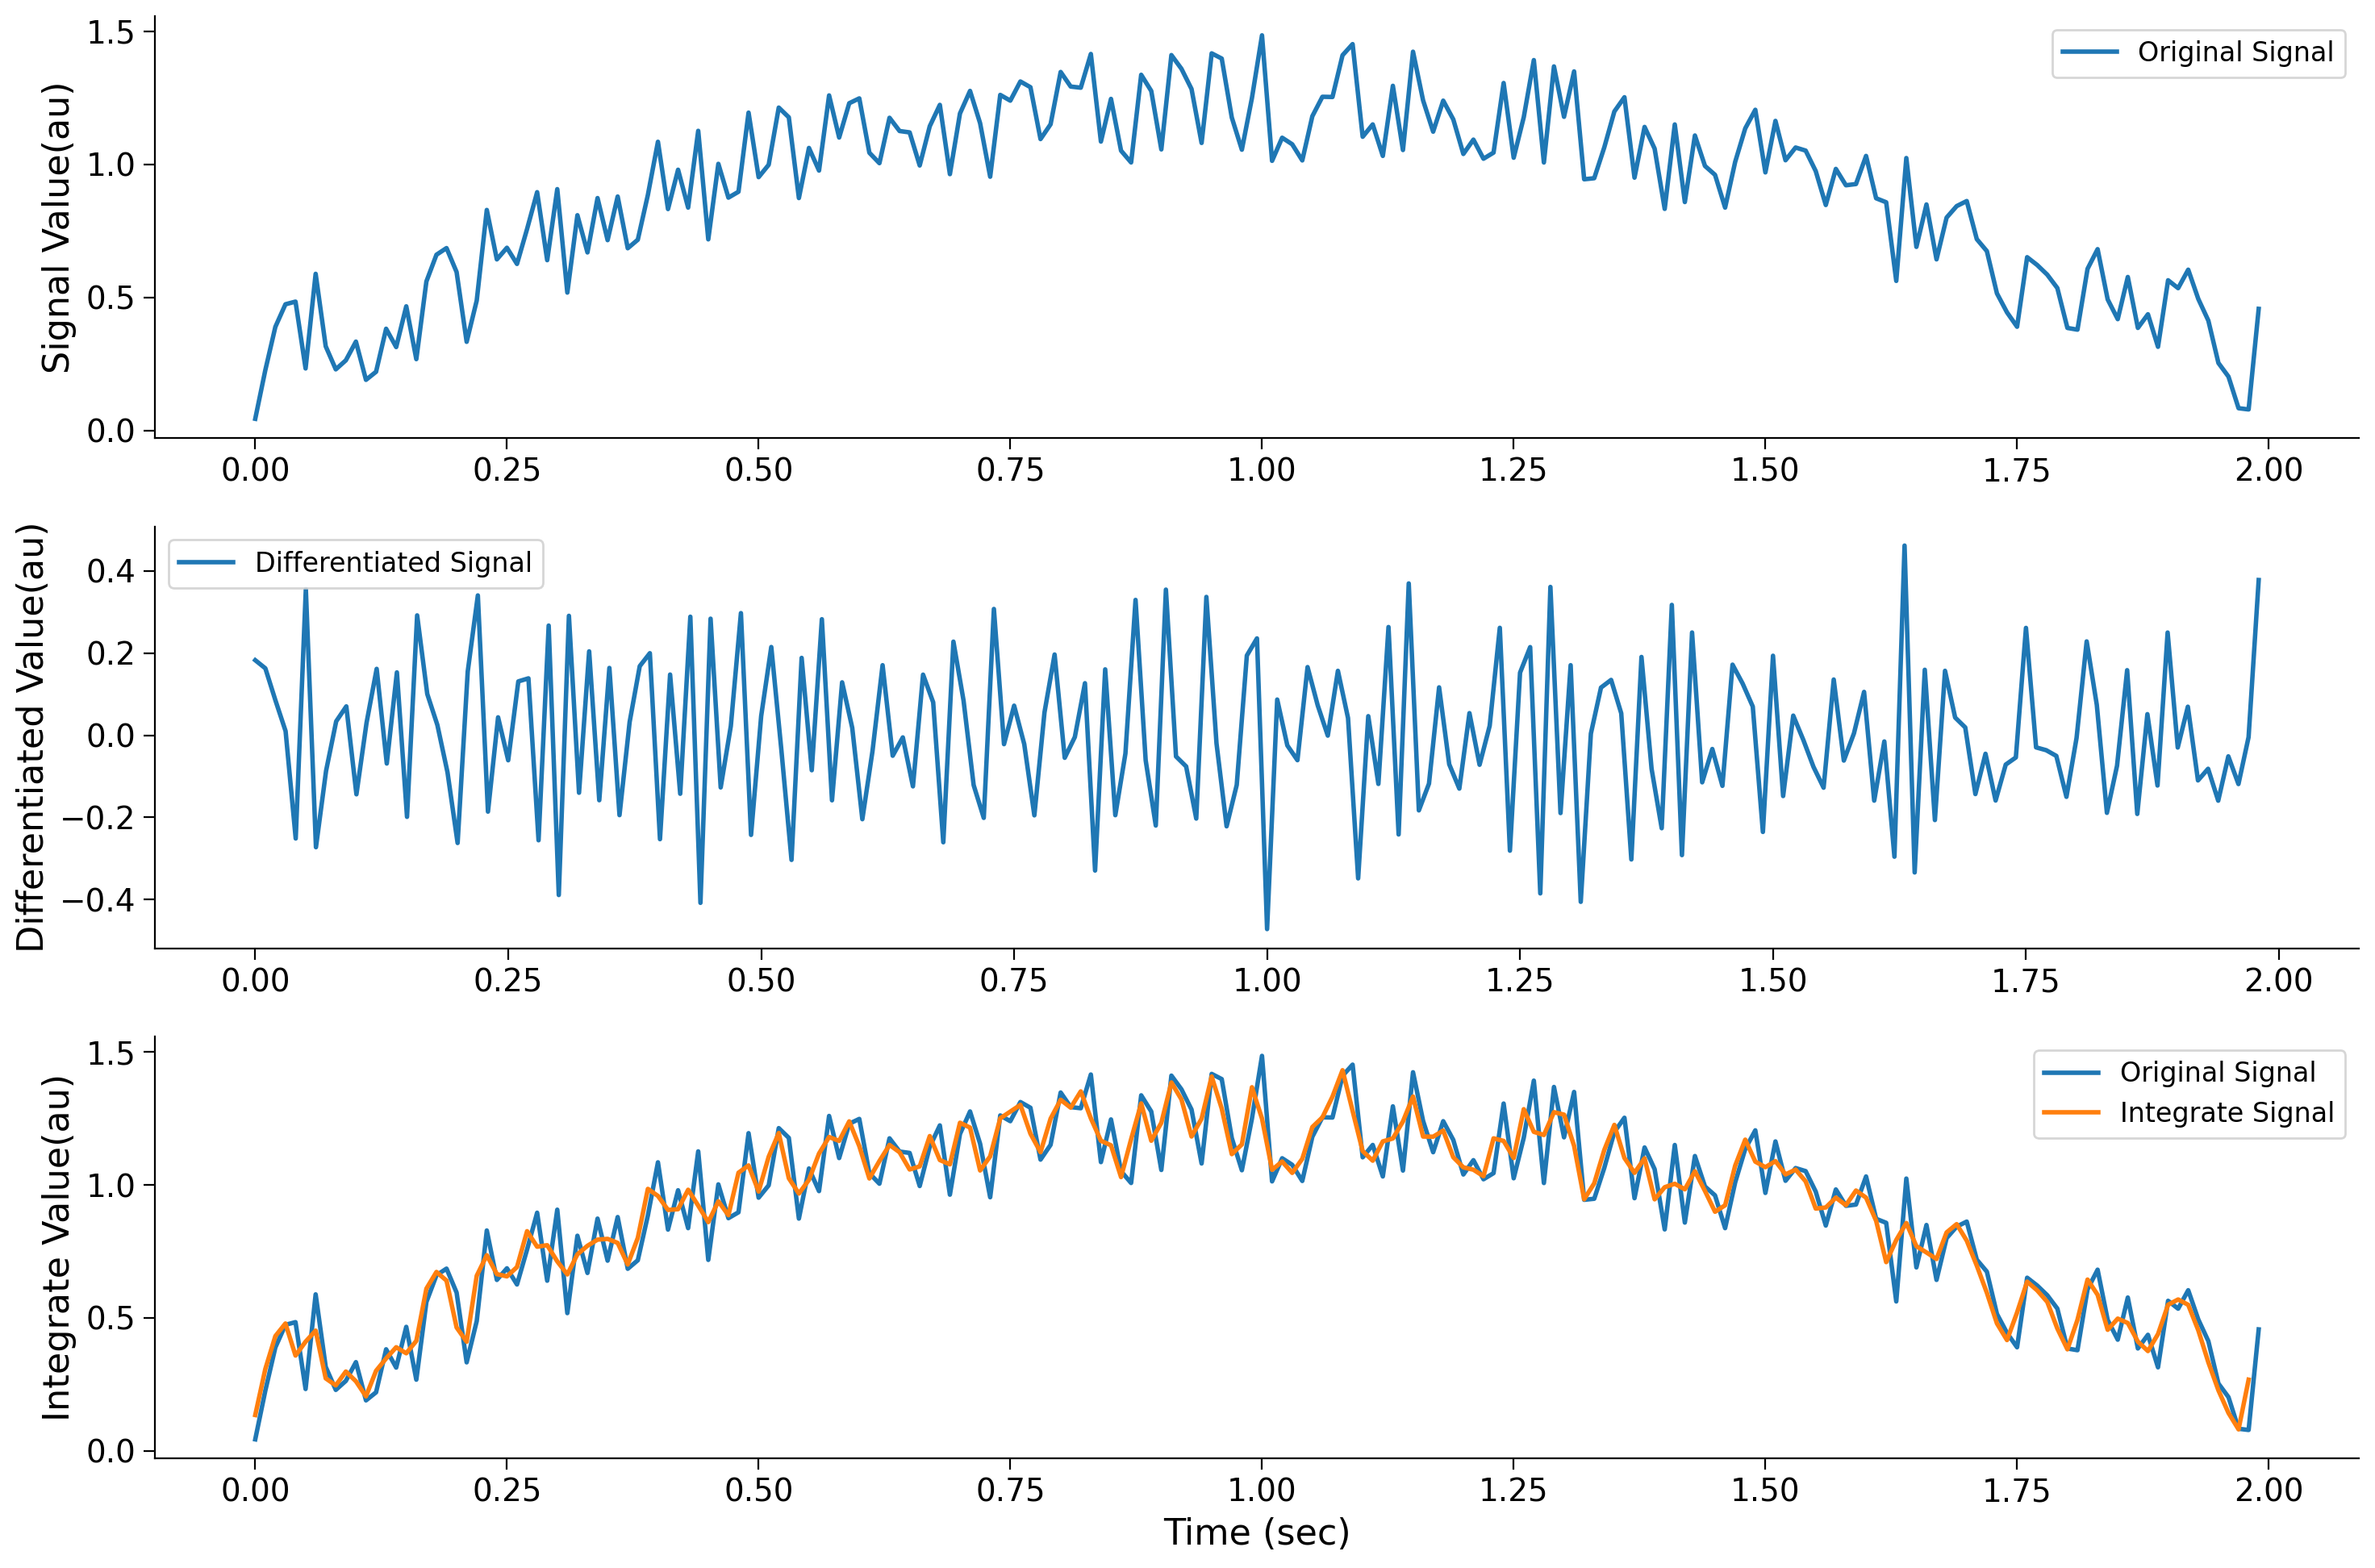 Signal Value(au)
1.5
1.0
0.5
0.0
Original Signal
0.00 0.25 0.50 0.75 1.00 1.25 1.50 1.75 2.00
Differentiated Value(au)
0.4
0.2
0.0
−0.2
−0.4
Differentiated Signal
0.00 0.25 0.50 0.75 1.00 1.25 1.50 1.75 2.00
Integrate Value(au)
1.5
1.0
0.5
0.0
Original Signal
Integrate Signal
0.00 0.25 0.50 0.75 1.00 1.25 1.50 1.75 2.00
Time (sec)